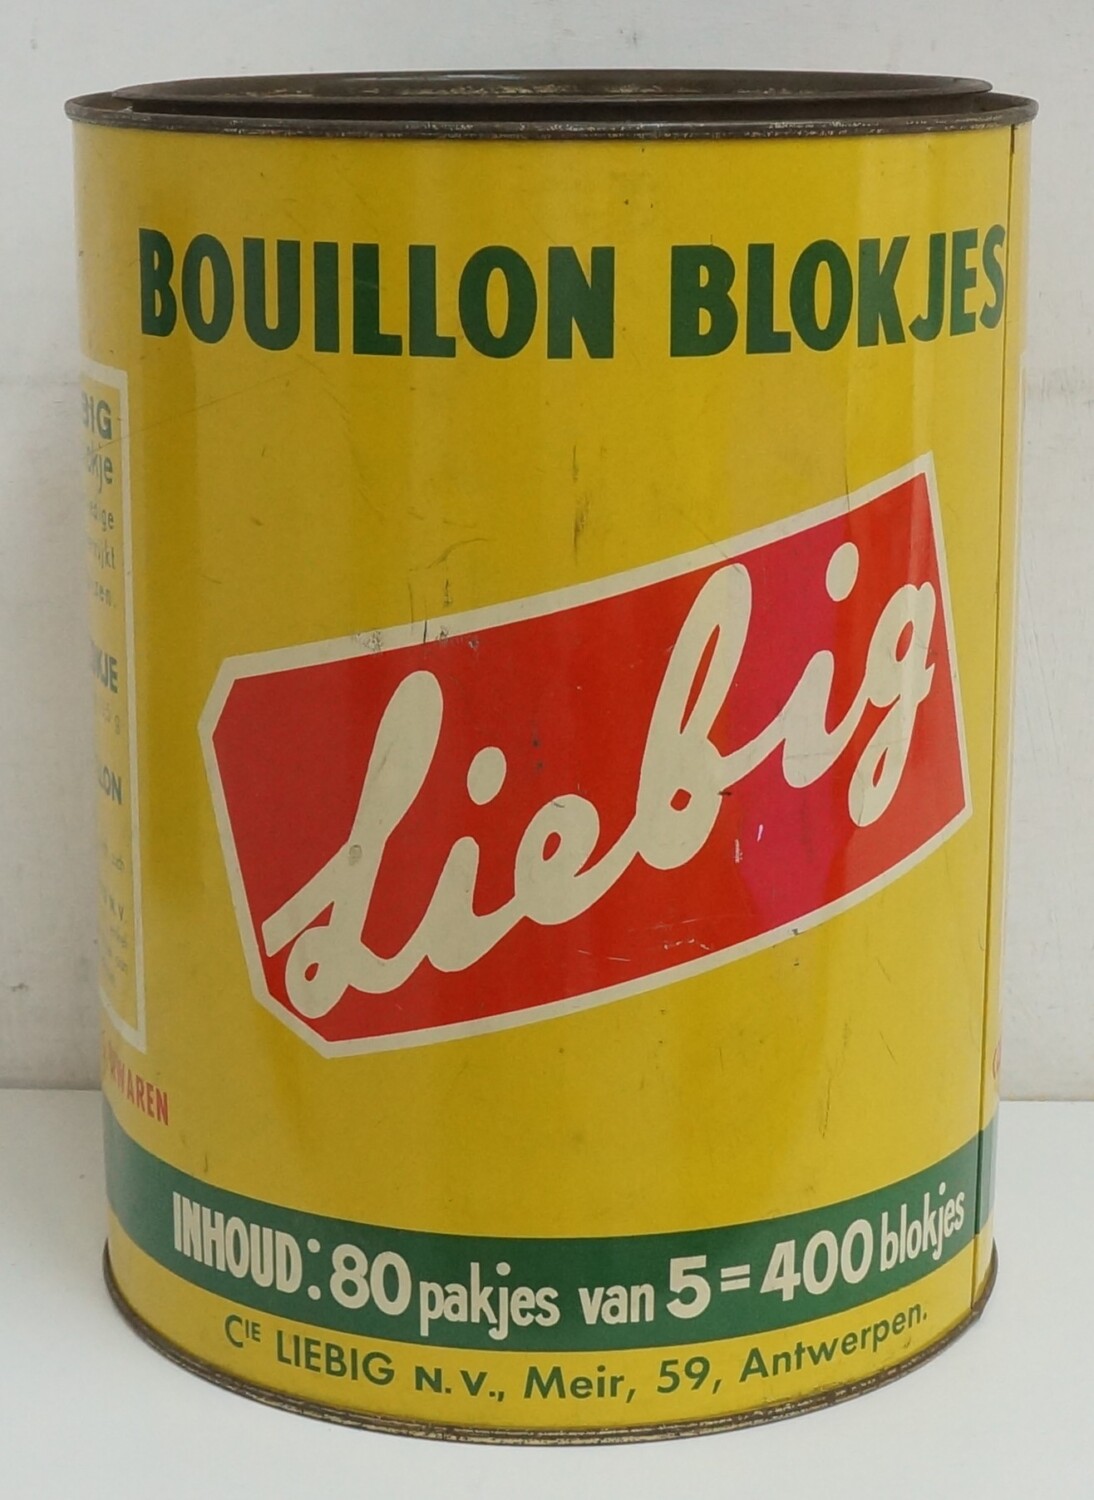 BOUILLON BLOKJES
Liebig
INHOUD: 80 pakjes van 5 = 400 blokjes
CIE LIEBIG N.V., Meir, 59, Antwerpen.